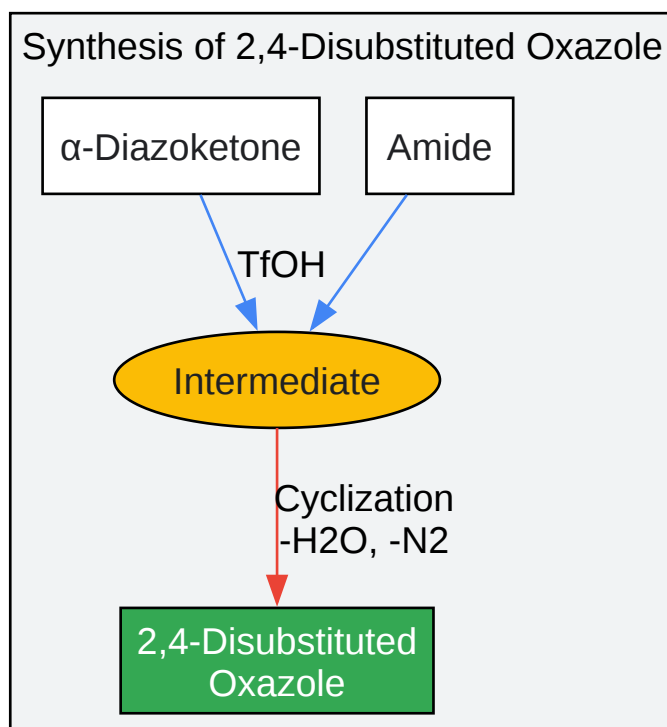 Synthesis of 2,4-Disubstituted Oxazole
α-Diazoketone
Amide
TfOH
Intermediate
Cyclization
-H2O, -N2
2,4-Disubstituted
Oxazole